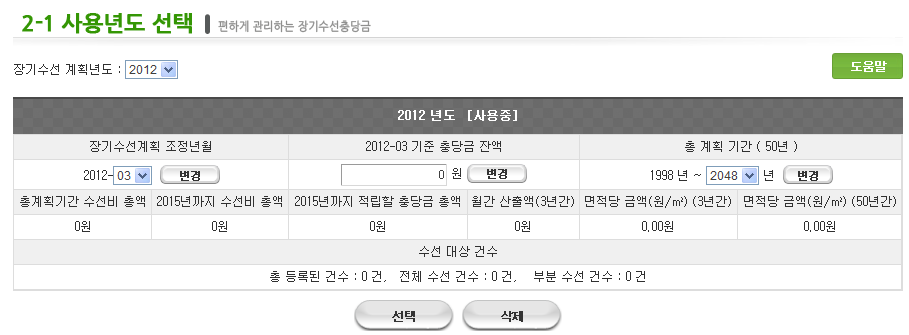 2-1 사용년도 선택 편하게 관리하는 장기수선충당금
장기수선 계획년도 : 2012 도움말
2012 년도 [사용중]
장기수선계획 조정년월 2012-03 기준 충당금 잔액 총 계획 기간 ( 50년 )
2012-03 변경 0 원 변경 1998 년 ~ 2048 년 변경
총계획기간 수선비 총액 2015년까지 수선비 총액 2015년까지 적립할 충당금 총액 월간 산출액(3년간) 면적당 금액(원/㎡) (3년간) 면적당 금액(원/㎡) (50년간)
0원 0원 0원 0원 0.00원 0.00원
수선 대상 건수
총 등록된 건수 : 0 건, 전체 수선 건수 : 0 건, 부분 수선 건수 : 0 건
선택 삭제